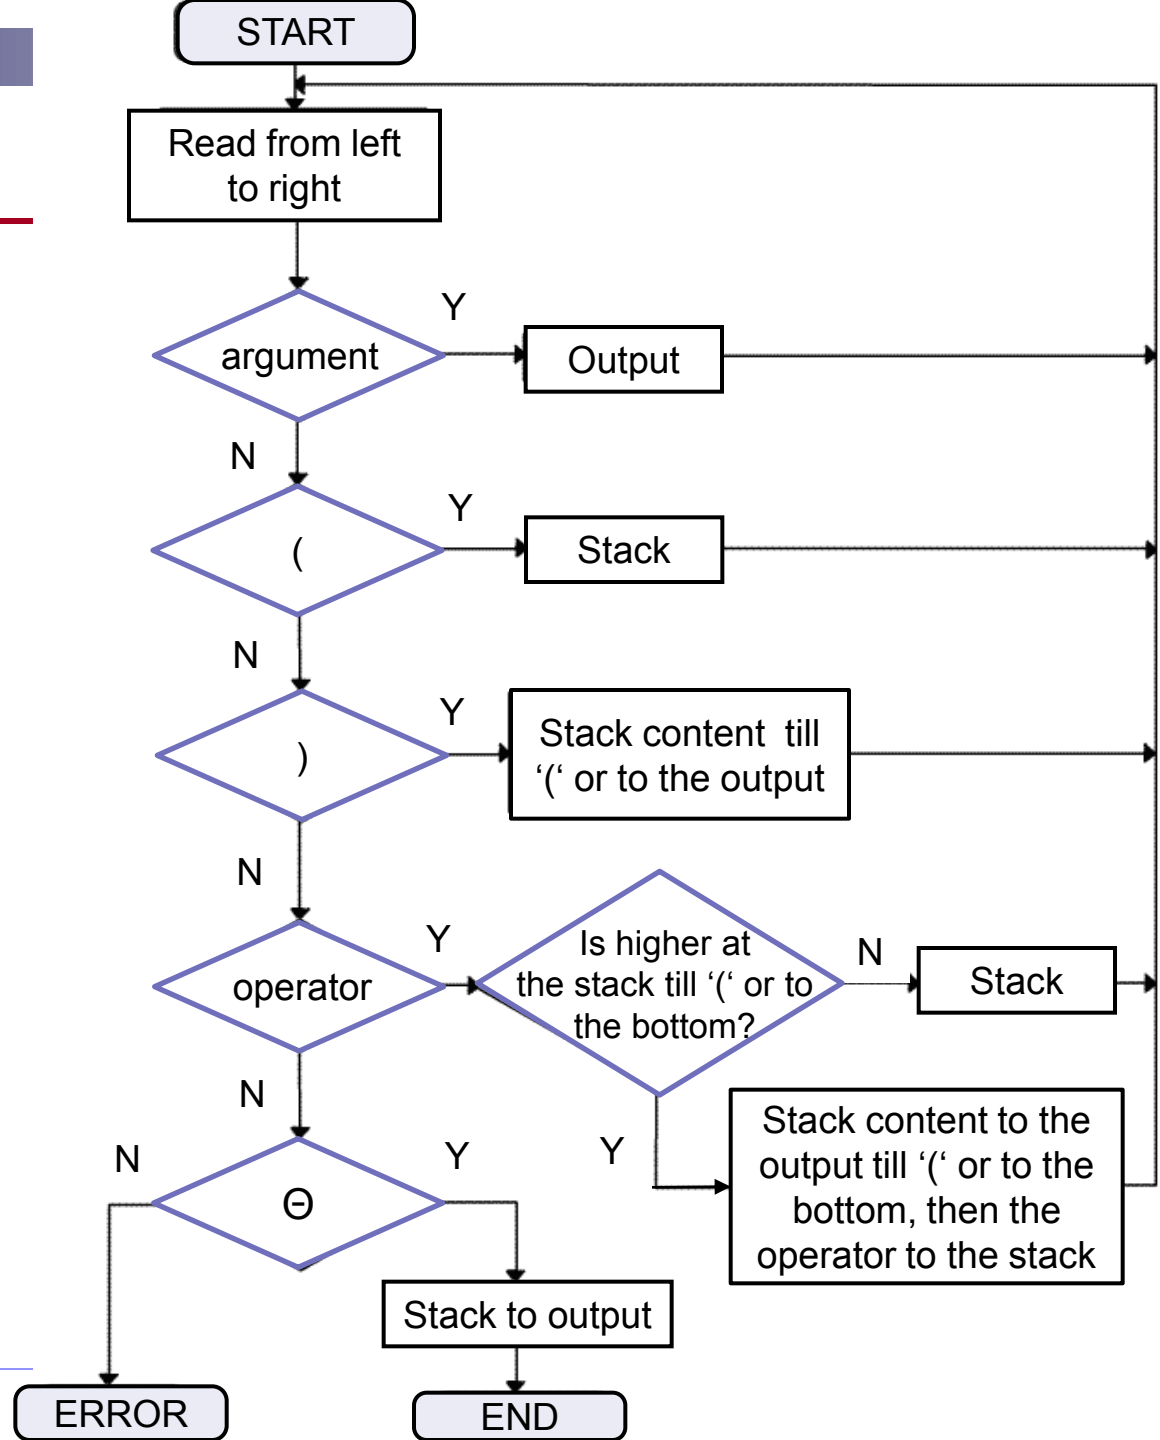 START
Read from left
to right
argument
Y
Output
N
(
Y
Stack
N
)
Y
Stack content till
‘(‘ or to the output
N
operator
Y
Is higher at
the stack till ‘(‘ or to
the bottom?
N
Stack
Y
Stack content to the
output till ‘(‘ or to the
bottom, then the
operator to the stack
N
Θ
N
Y
Stack to output
ERROR
END